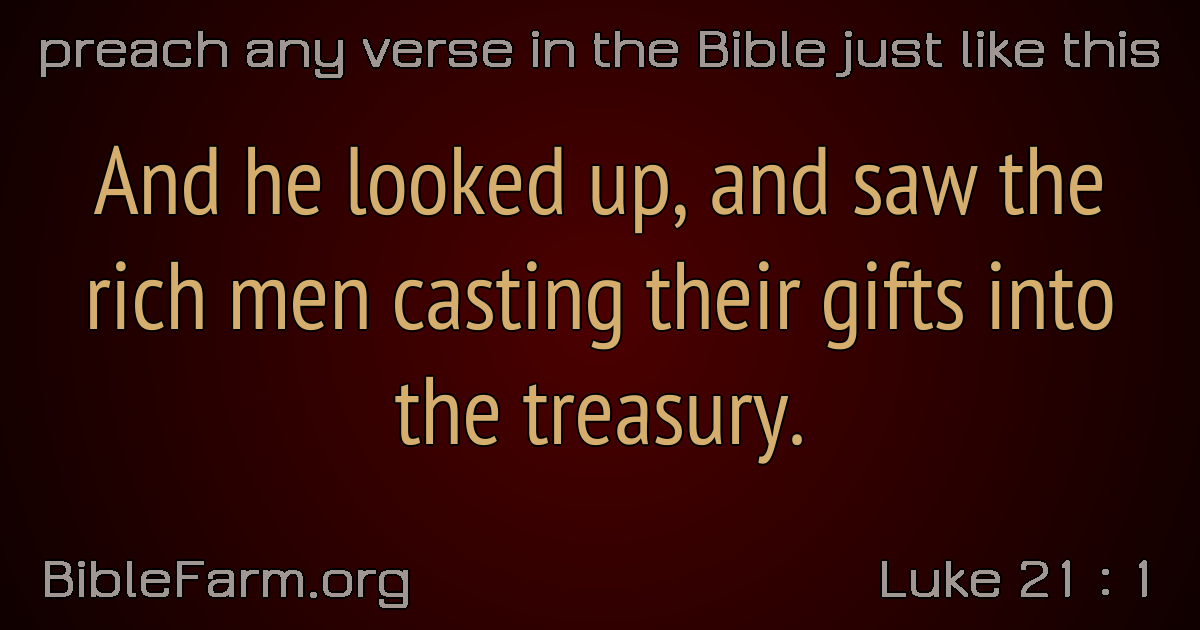 preach any verse in the Bible just like this
And he looked up, and saw the
rich men casting their gifts into
the treasury.
BibleFarm.org
Luke 21 : 1